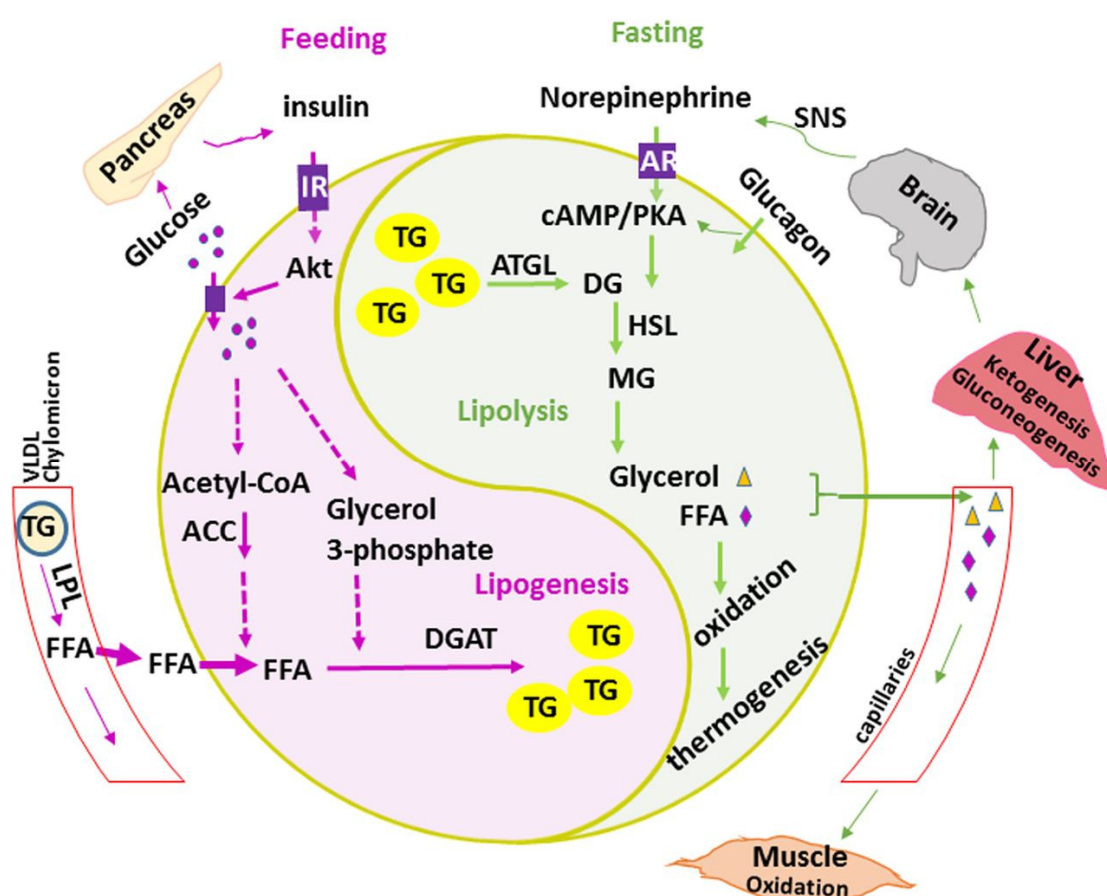 Feeding
Fasting
Pancreas
insulin
Norepinephrine
SNS
IR
AR
Brain
Glucose
TG
cAMP/PKA
Glucagon
Akt
TG
ATGL
DG
TG
HSL
MG
Liver
Ketogenesis
Gluconeogenesis
Lipolysis
VLDL
Chylomicron
Acetyl-CoA
Glycerol
FFA
Glycerol
3-phosphate
TG
ACC
LPL
Lipogenesis
oxidation
FFA
FFA
FFA
DGAT
TG
TG
TG
thermogenesis
capillaries
Muscle
Oxidation